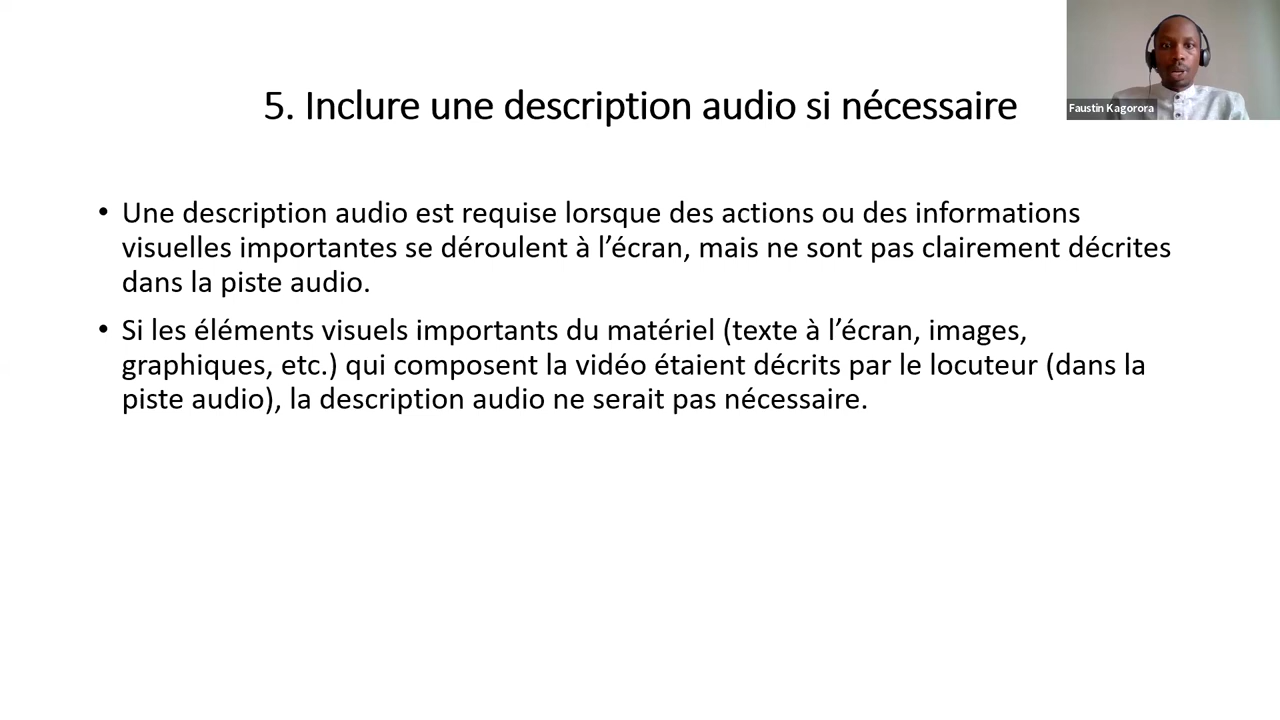 5. Inclure une description audio si nécessaire
Faustin Kagorora
• Une description audio est requise lorsque des actions ou des informations
visuelles importantes se déroulent à l’écran, mais ne sont pas clairement décrites
dans la piste audio.
• Si les éléments visuels importants du matériel (texte à l’écran, images,
graphiques, etc.) qui composent la vidéo étaient décrits par le locuteur (dans la
piste audio), la description audio ne serait pas nécessaire.